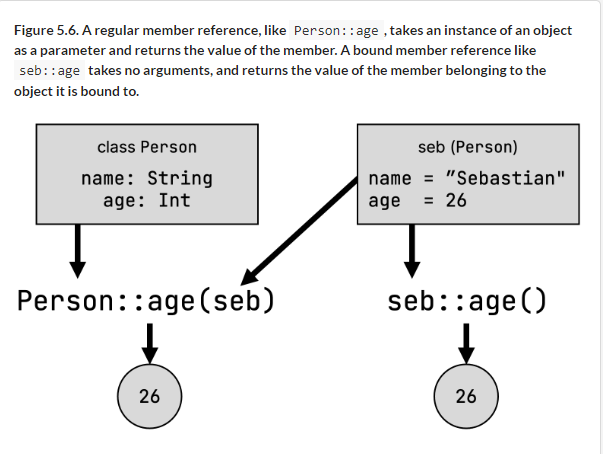 Figure 5.6. A regular member reference, like Person::age , takes an instance of an object
as a parameter and returns the value of the member. A bound member reference like
seb::age takes no arguments, and returns the value of the member belonging to the
object it is bound to.
class Person
name: String
age: Int
seb (Person)
name = "Sebastian"
age = 26
Person::age(seb)
seb::age()
26
26